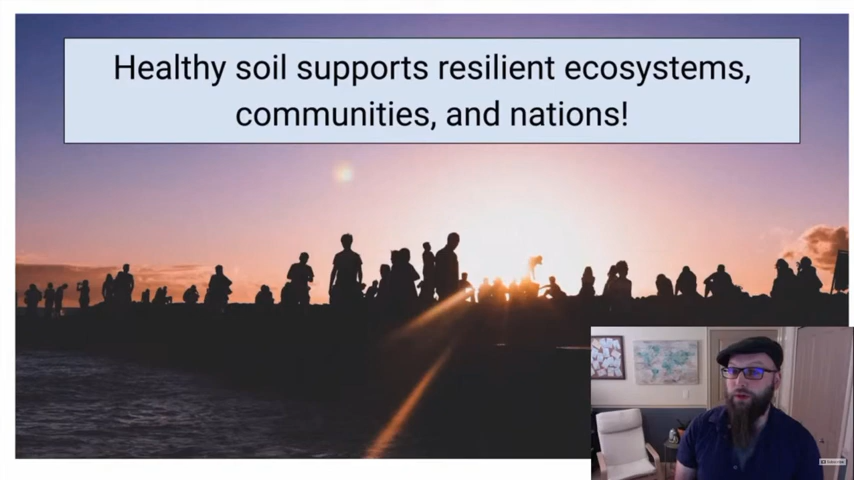 Healthy soil supports resilient ecosystems,
communities, and nations!